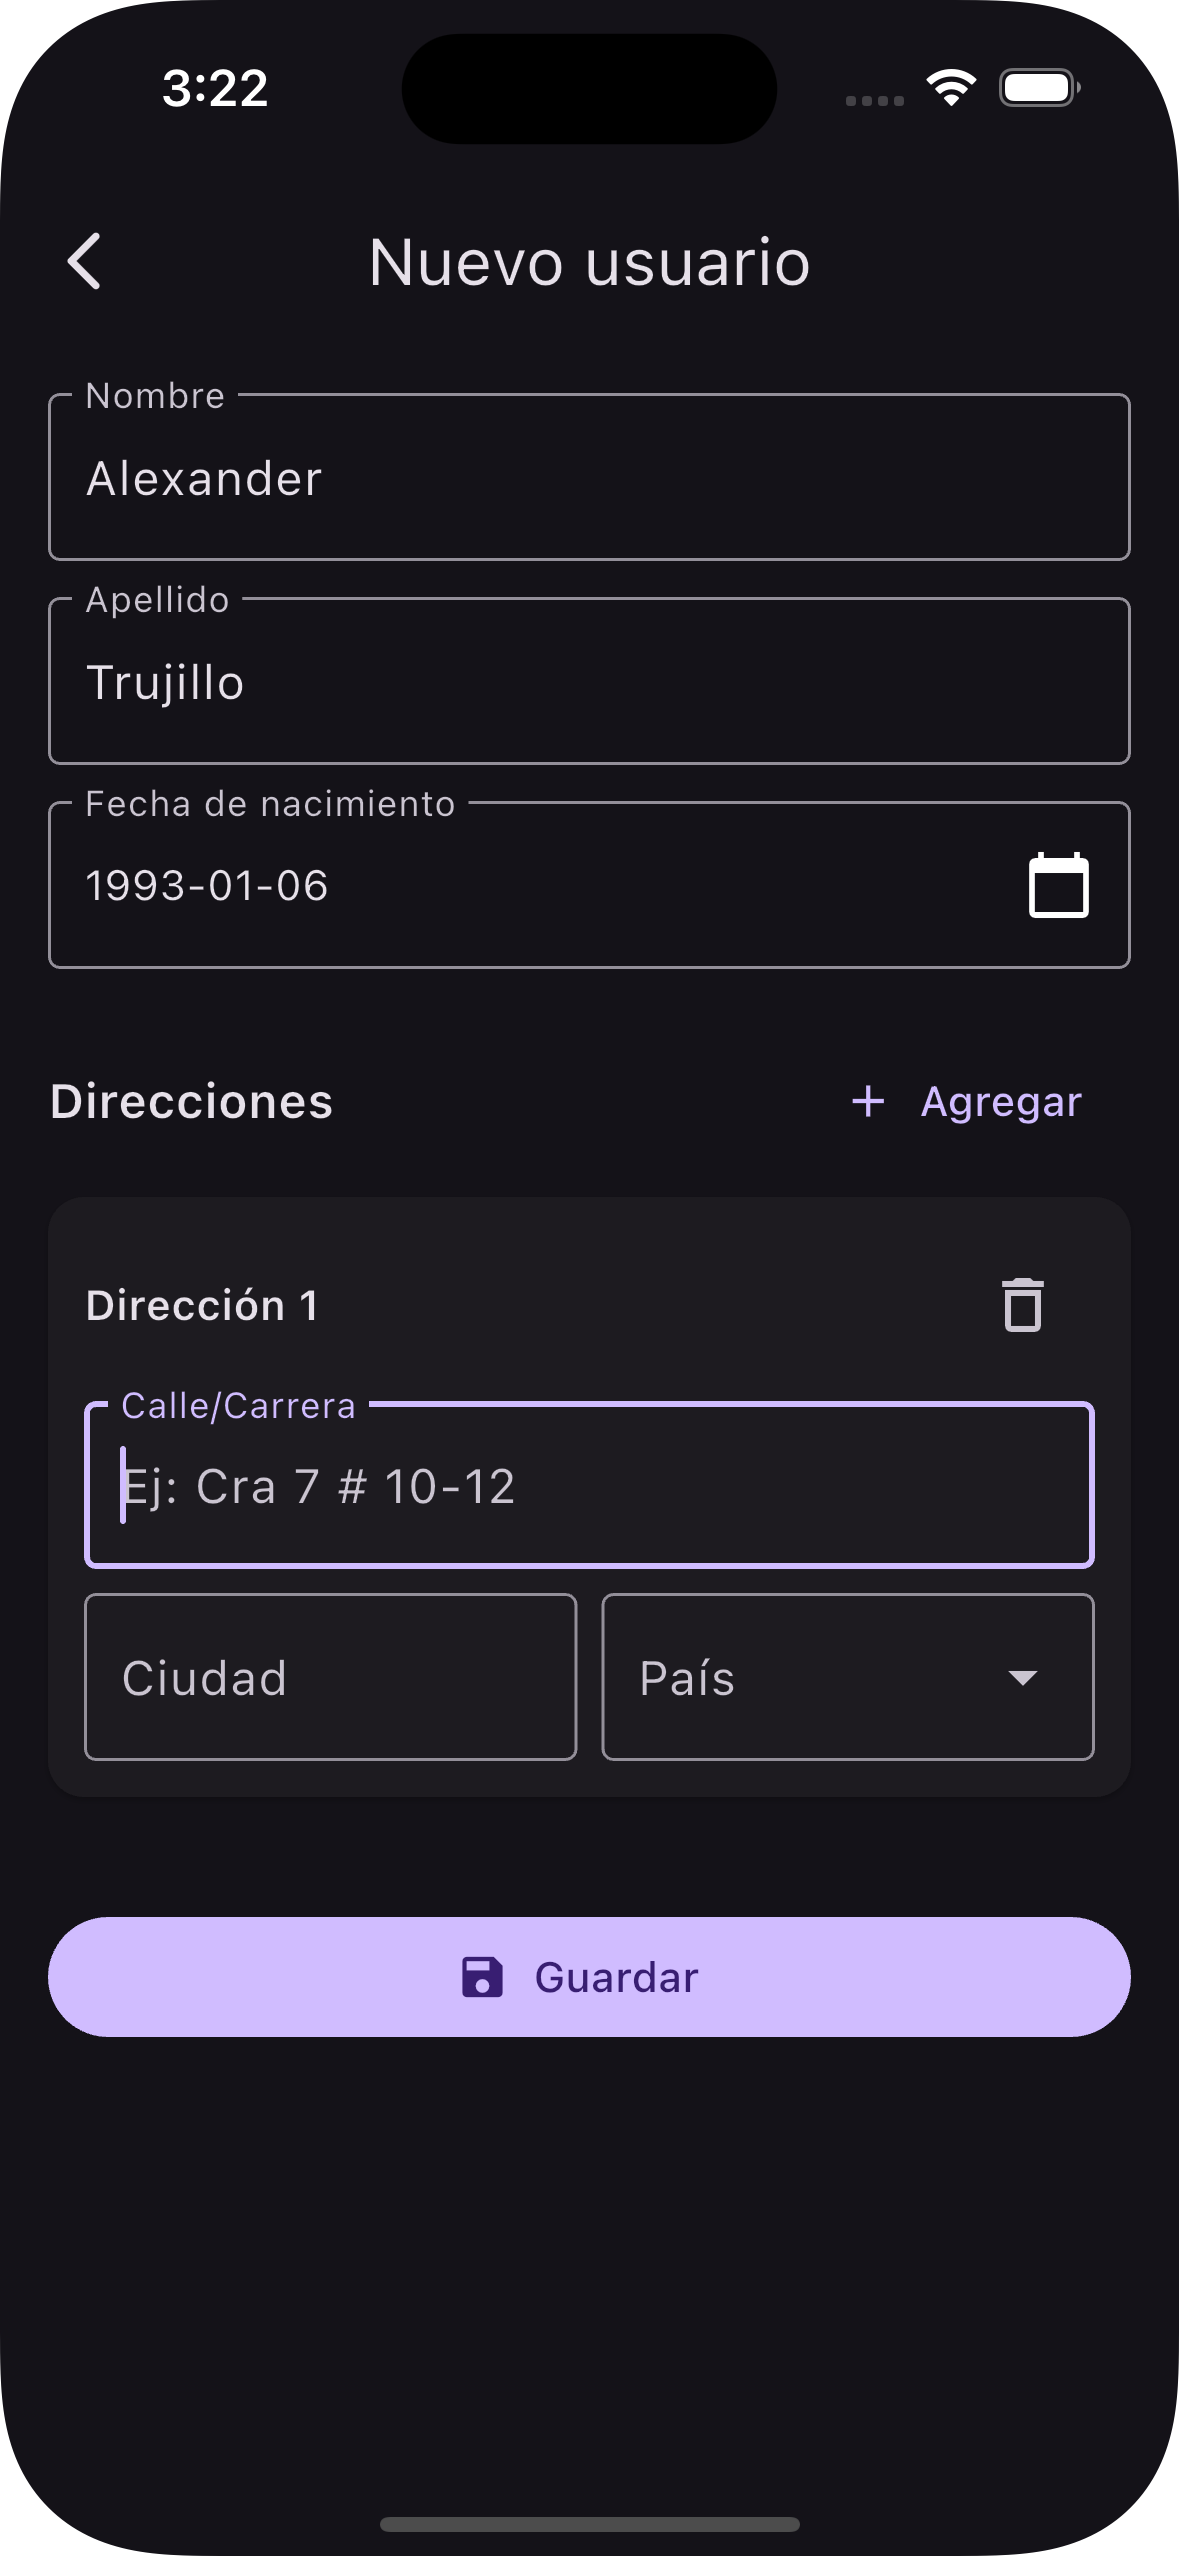 3:22
Nuevo usuario
Nombre
Alexander
Apellido
Trujillo
Fecha de nacimiento
1993-01-06
Direcciones
+ Agregar
Dirección 1
Calle/Carrera
Ej: Cra 7 # 10-12
Ciudad
País
Guardar